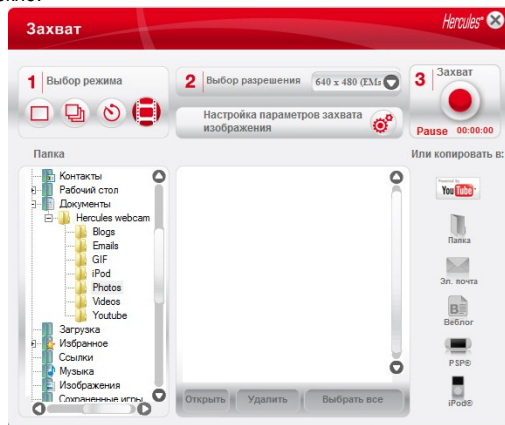 Захват
Hercules
1 Выбор режима
2 Выбор разрешения 640 x 480 (EMs
3 Захват
Настройка параметров захвата
изображения
Pause 00:00:00
Папка
Или копировать в:
Контакты
Рабочий стол
Документы
Hercules webcam
Blogs
Emails
GIF
iPod
Photos
Videos
Youtube
Загрузка
Избранное
Ссылки
Музыка
Изображения
Сохраненные игры
Открыть Удалить Выбрать все
YouTube
Папка
Эл. почта
Веблог
PSP®
iPod®